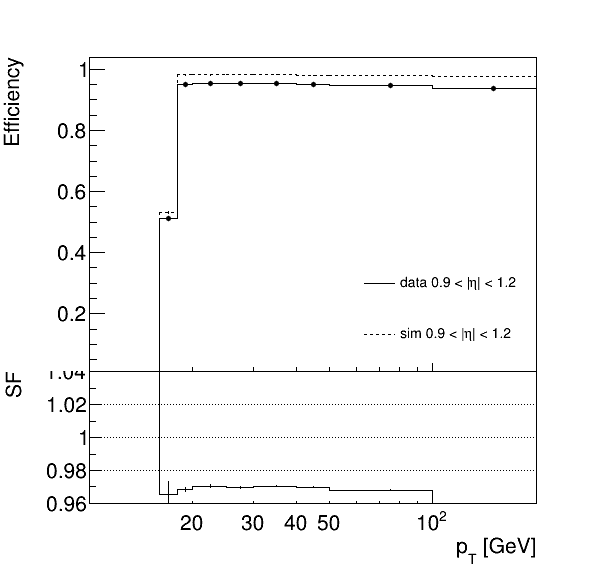 Efficiency
1
0.8
0.6
0.4
0.2
data 0.9 < |η| < 1.2
sim 0.9 < |η| < 1.2
SF
1.04
1.02
1
0.98
0.96
20 30 40 50 10²
p_T [GeV]